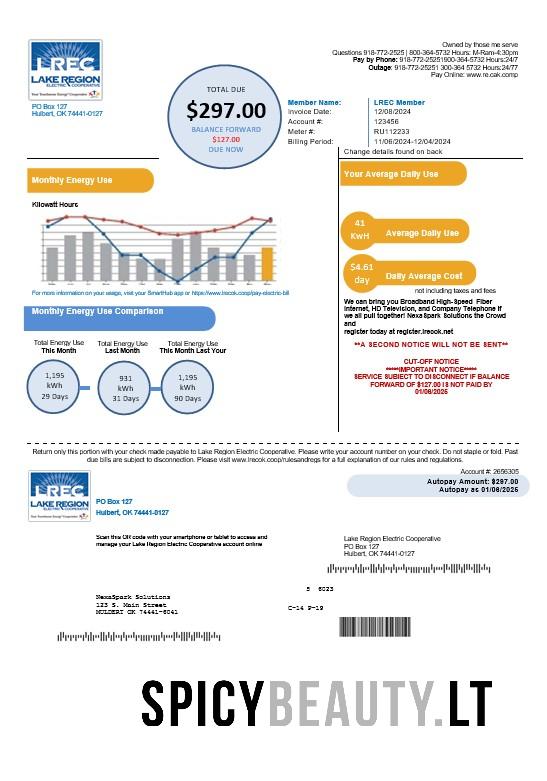 LREC
LAKE REGION
ELECTRIC COOPERATIVE
Your Touchstone Energy Cooperative
PO Box 127
Hulbert, OK 74441-0127
Owned by those me serve
Questions 918-772-2525 | 800-364-5732 Hours: M-Ram-4:30pm
Pay by Phone: 918-772-25251900-364-5732 Hours:24/7
Outage: 918-772-25251 300-364-5732 Hours:24/77
Pay Online: www.re.cak.comp
TOTAL DUE
$297.00
BALANCE FORWARD
$127.00
DUE NOW
Member Name: LREC Member
Invoice Date: 12/08/2024
Account #: 123456
Meter #: RU112233
Billing Period: 11/06/2024-12/04/2024
Change details found on back
Monthly Energy Use
Kilowatt Hours
For more information on your usage, visit your SmartHub app or https://www.lrecok.coop/pay-electric-bill
Your Average Daily Use
41
KwH
Average Daily Use
$4.61
day
Daily Average Cost
not including taxes and fees
We can bring you Broadband High-Speed Fiber
Internet, HD Television, and Company Telephone if
we all pull together! NexaSpark Solutions the Crowd
and
register today at register.lreok.net
**A SECOND NOTICE WILL NOT BE SENT**
CUT-OFF NOTICE
*****IMPORTANT NOTICE*****
SERVICE SUBJECT TO DISCONNECT IF BALANCE
FORWARD OF $127.00 IS NOT PAID BY
01/06/2025
Monthly Energy Use Comparison
Total Energy Use
This Month
Total Energy Use
Last Month
Total Energy Use
This Month Last Year
1,195
kWh
29 Days
931
kWh
31 Days
1,195
kWh
90 Days
Return only this portion with your check made payable to Lake Region Electric Cooperative. Please write your account number on your check. Do not staple or fold. Past
due bills are subject to disconnection. Please visit www.lrecok.coop/rulesandregs for a full explanation of our rules and regulations.
LREC
LAKE REGION
ELECTRIC COOPERATIVE
PO Box 127
Hulbert, OK 74441-0127
Account #: 2656305
Autopay Amount: $297.00
Autopay as 01/08/2025
Scan this QR code with your smartphone or tablet to access and
manage your Lake Region Electric Cooperative account online
Lake Region Electric Cooperative
PO Box 127
Hulbert, OK 74441-0127
S 6023
C-14 P-19
NexaSpark Solutions
123 S. Main Street
MULDERT OK 74441-6041
SPICYBEAUTY.LT